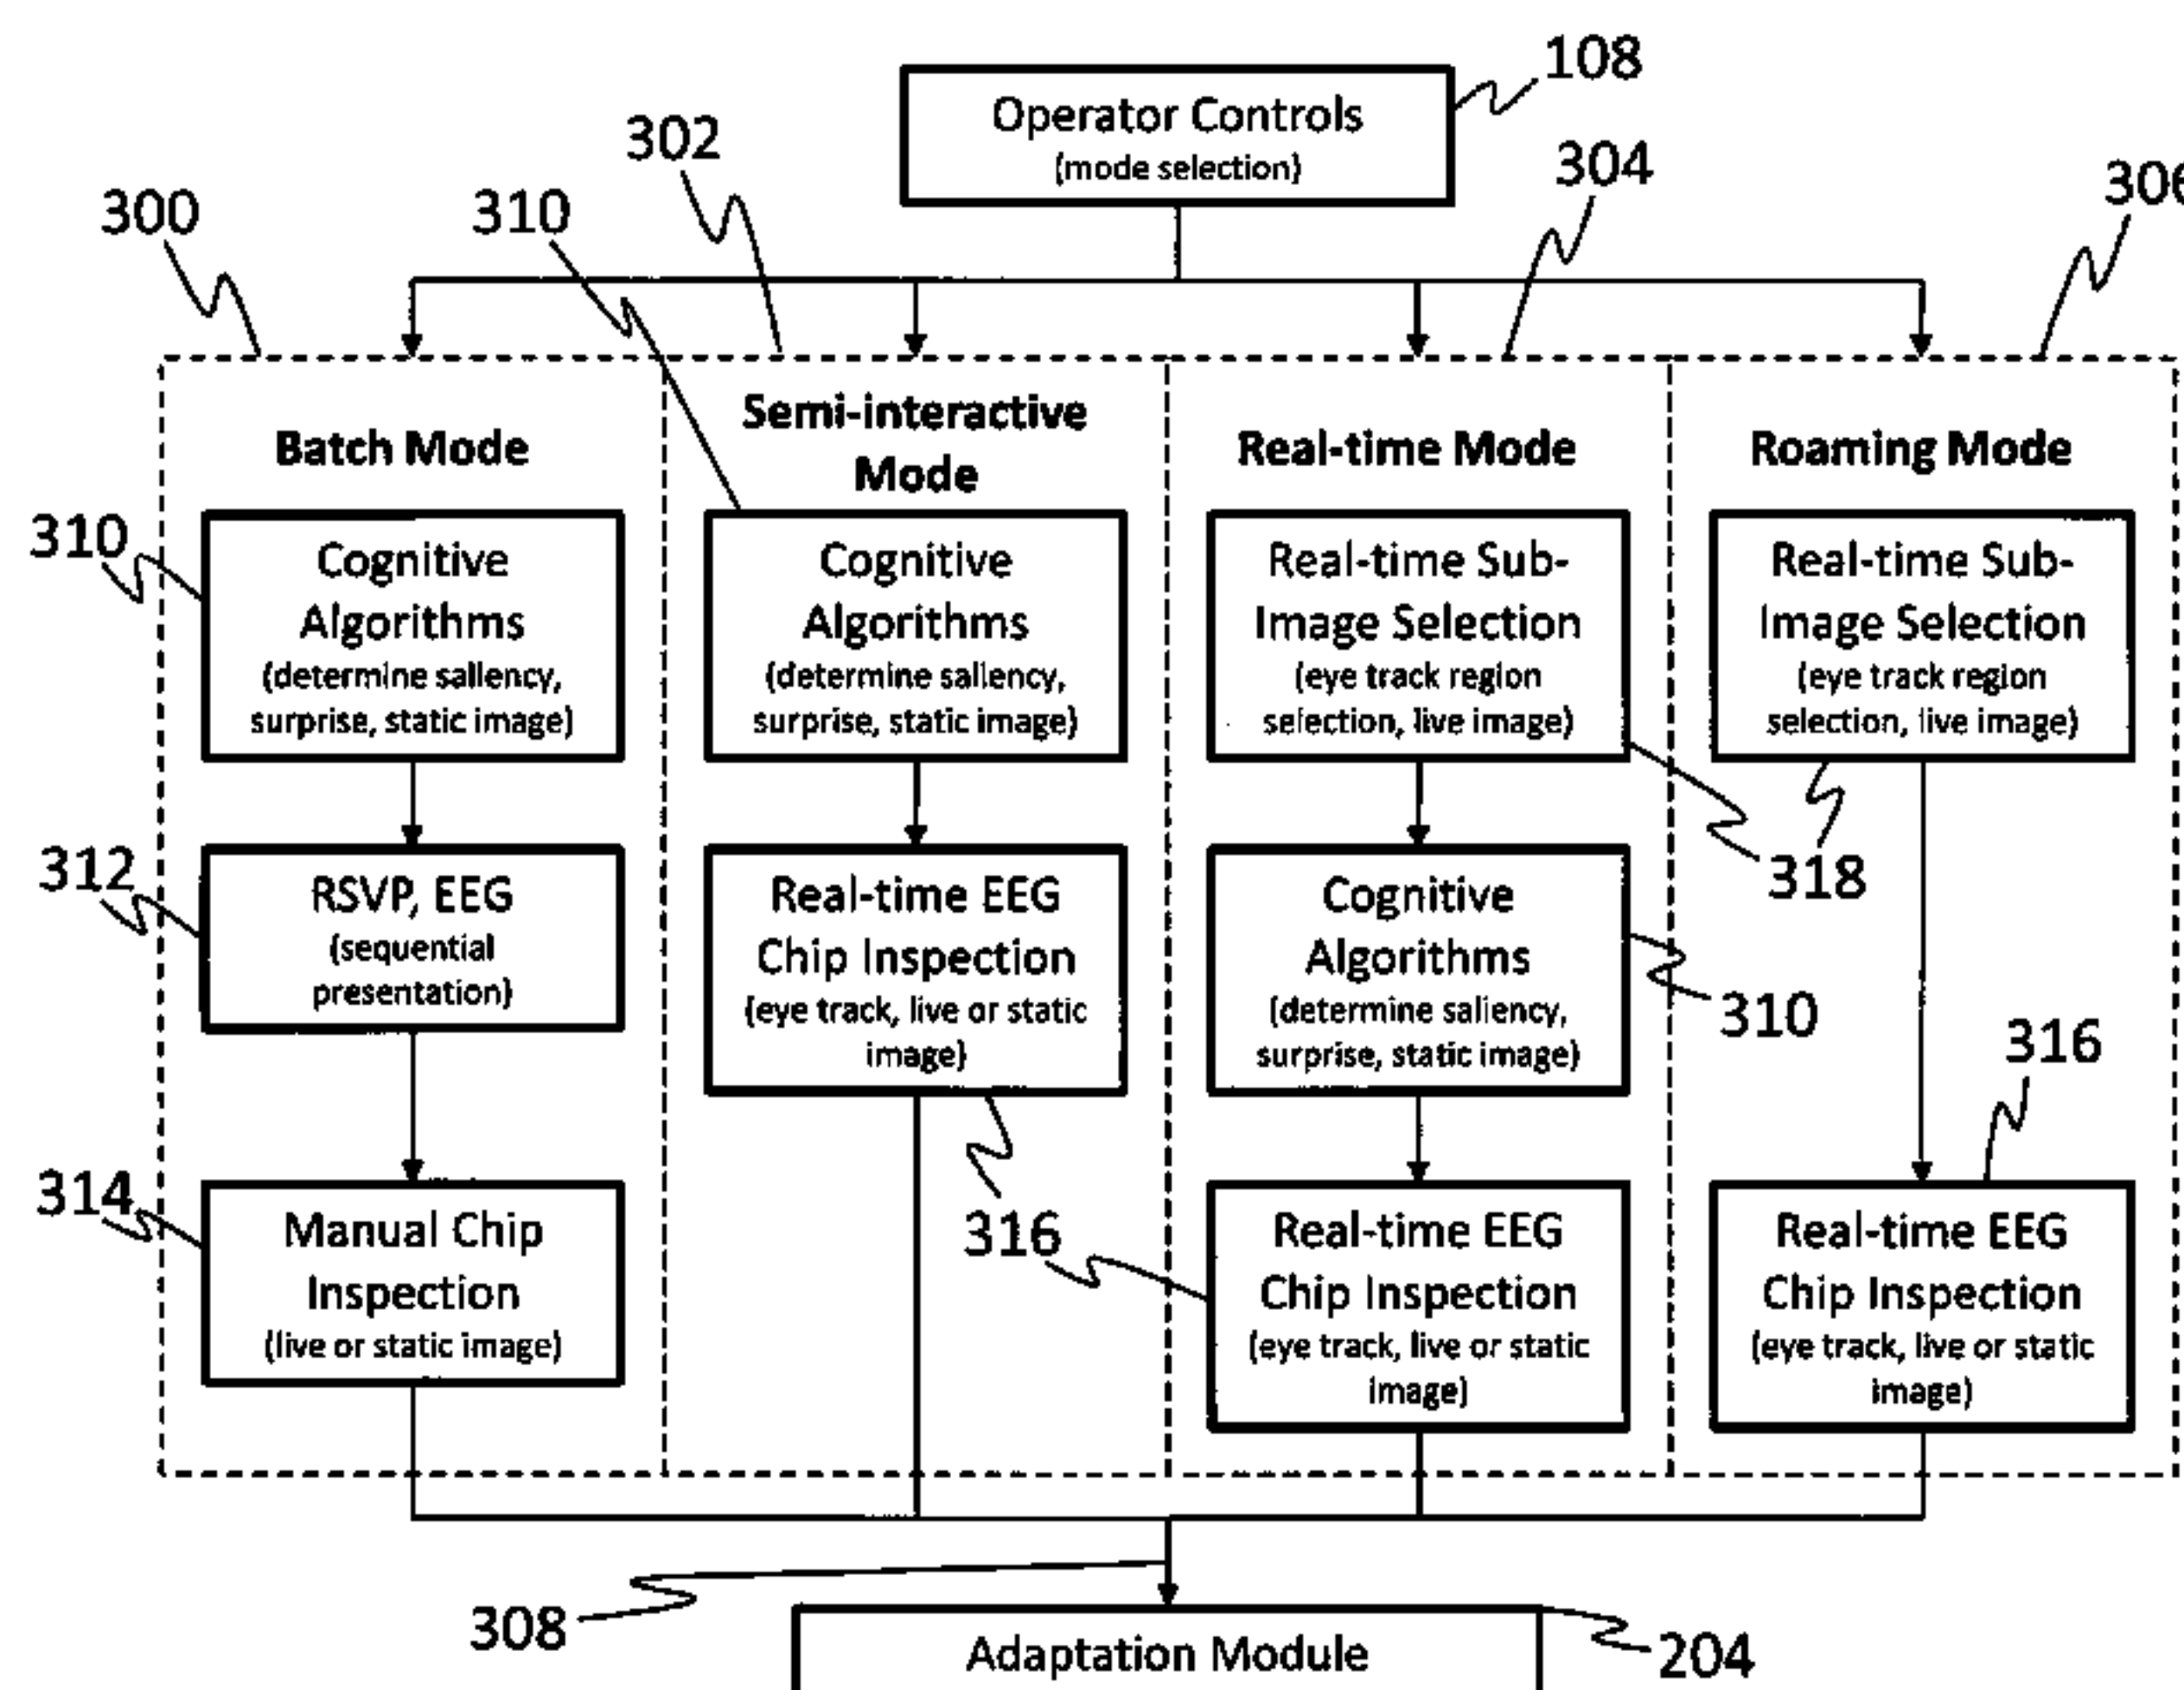 108
Operator Controls
(mode selection)
302
304
306
300
310
Batch Mode
Semi-interactive
Mode
Real-time Mode
Roaming Mode
310
Cognitive
Algorithms
(determine saliency,
surprise, static image)
Cognitive
Algorithms
(determine saliency,
surprise, static image)
Real-time Sub-
Image Selection
(eye track region
selection, live image)
Real-time Sub-
Image Selection
(eye track region
selection, live image)
312
RSVP, EEG
(sequential
presentation)
Real-time EEG
Chip Inspection
(eye track, live or static
image)
Cognitive
Algorithms
(determine saliency,
surprise, static image)
318
310
316
314
Manual Chip
Inspection
(live or static image)
316
Real-time EEG
Chip Inspection
(eye track, live or static
image)
Real-time EEG
Chip Inspection
(eye track, live or static
image)
308
Adaptation Module
204